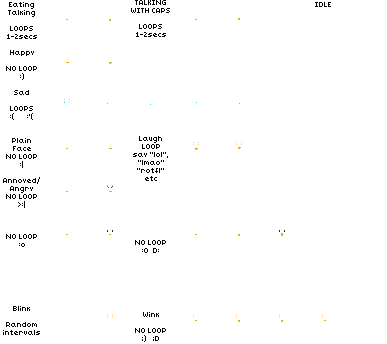 Eating
Talking
LOOPS
1-2secs
TALKING
WITH CAPS
LOOPS
1-2secs
IDLE
Happy
NO LOOP
:)
Sad
LOOPS
:( :'(
Plain
Face
NO LOOP
:|
Laugh
LOOP
say "lol",
"lmao"
"rotfl"
etc
Annoyed/
Angry
NO LOOP
>:|
NO LOOP
:o
NO LOOP
:O D:
Blink
Random
intervals
Wink
NO LOOP
;) ;D